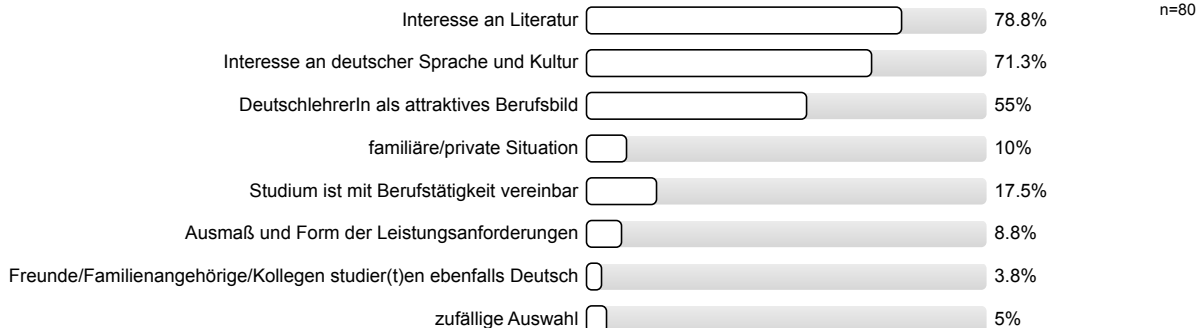 Interesse an Literatur 78.8% n=80
Interesse an deutscher Sprache und Kultur 71.3%
DeutschlehrerIn als attraktives Berufsbild 55%
familiäre/private Situation 10%
Studium ist mit Berufstätigkeit vereinbar 17.5%
Ausmaß und Form der Leistungsanforderungen 8.8%
Freunde/Familienangehörige/Kollegen studier(t)en ebenfalls Deutsch 3.8%
zufällige Auswahl 5%